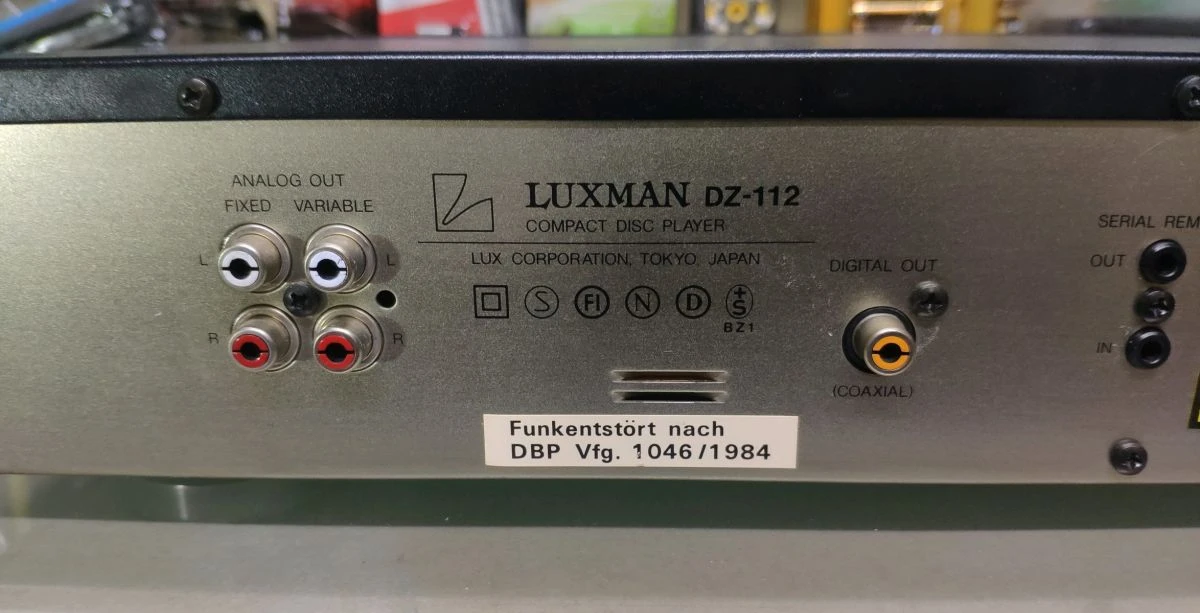 ANALOG OUT
FIXED VARIABLE
L L
R R
LUXMAN DZ-112
COMPACT DISC PLAYER
LUX CORPORATION, TOKYO, JAPAN
S FI N D +S
BZ1
DIGITAL OUT
(COAXIAL)
SERIAL REM
OUT
IN
Funkentstört nach
DBP Vfg. 1046/1984